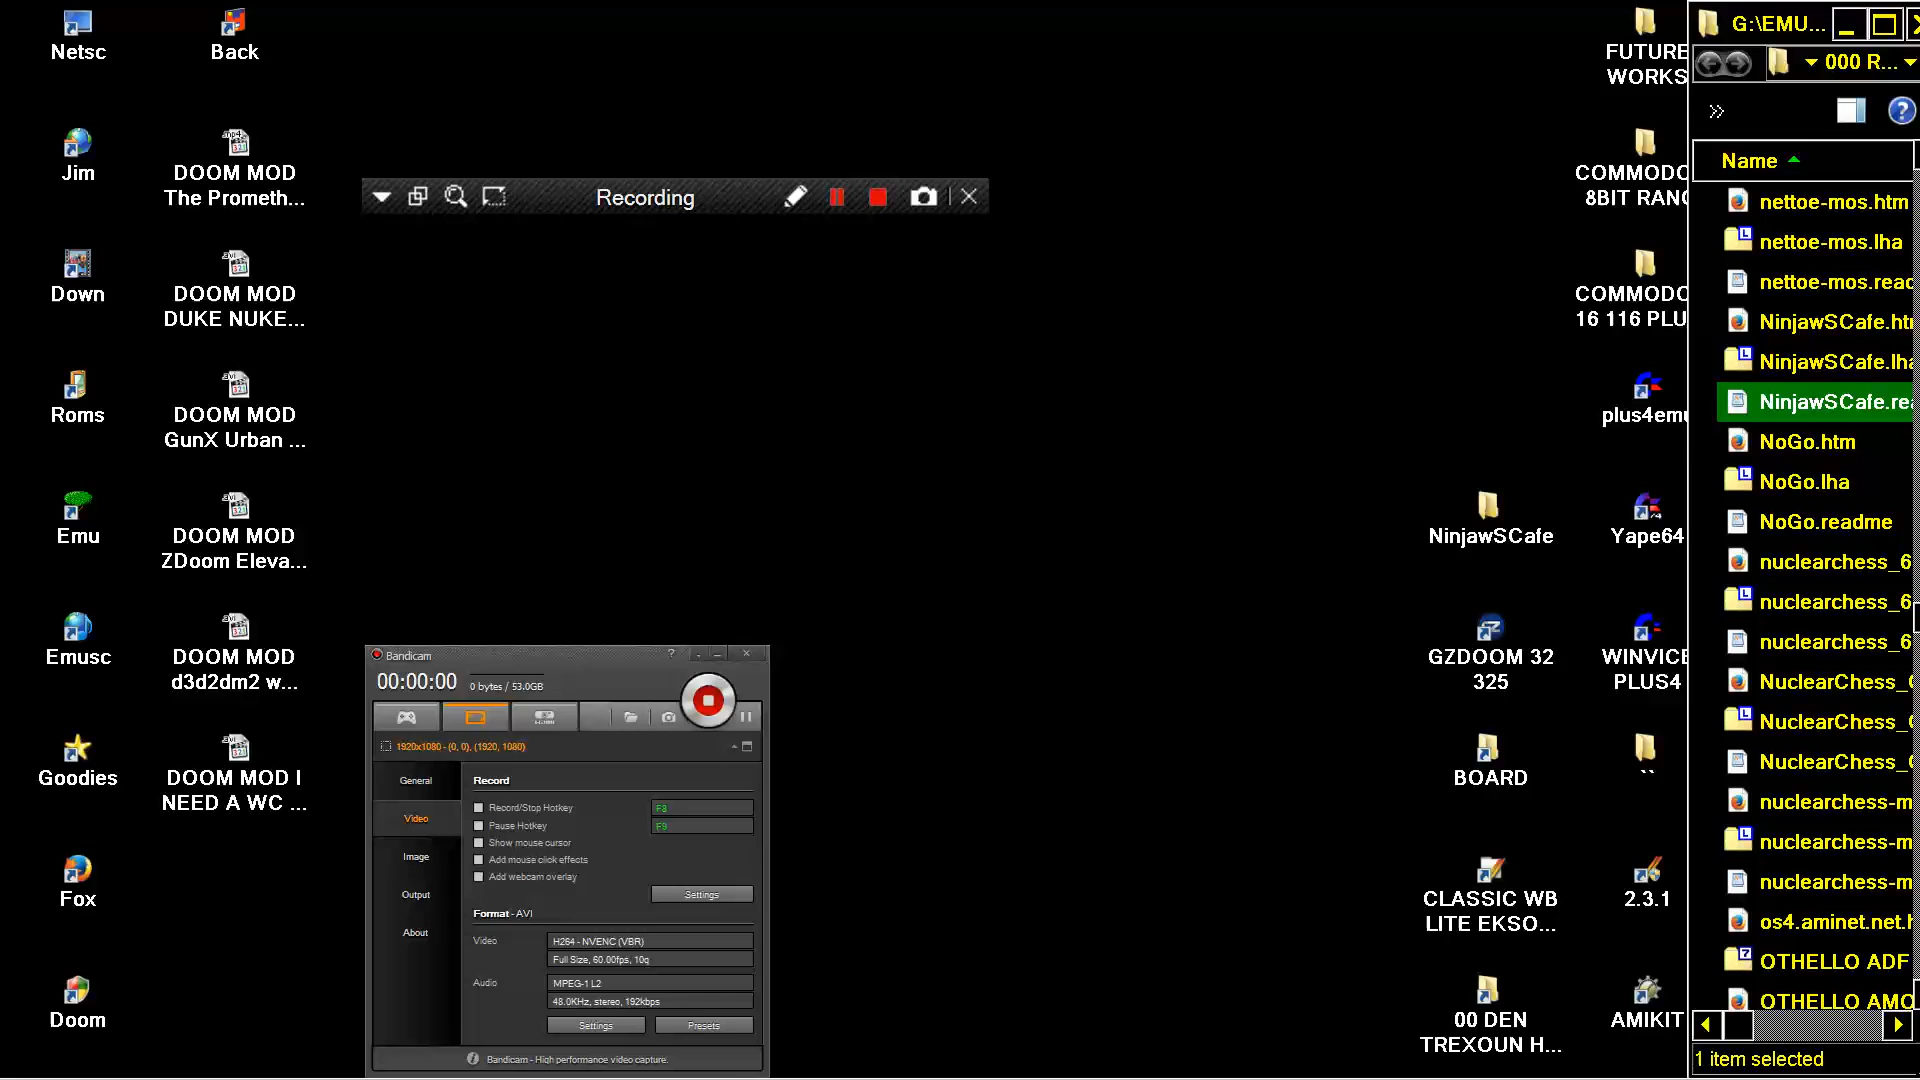 Netsc
Back
Jim
DOOM MOD
The Prometh...
Down
DOOM MOD
DUKE NUKE...
Roms
DOOM MOD
GunX Urban ...
Emu
DOOM MOD
ZDoom Eleva...
Emusc
DOOM MOD
d3d2dm2 w...
Goodies
DOOM MOD I
NEED A WC ...
Fox
Doom
Recording
Bandicam
00:00:00
0 bytes / 53.0GB
1920x1080 - (0, 0), (1920, 1080)
General
Video
Image
Output
About
Record
Record/Stop Hotkey
F8
Pause Hotkey
F9
Show mouse cursor
Add mouse click effects
Add webcam overlay
Settings
Format - AVI
Video
H264 - NVENC (VBR)
Full Size, 60.00fps, 10q
Audio
MPEG-1 L2
48.0KHz, stereo, 192kbps
Settings
Presets
Bandicam - High performance video capture.
FUTURE
WORKS
COMMODO
8BIT RANG
COMMODO
16 116 PLU
plus4emu
NinjawSCafe
Yape64
GZDOOM 32
325
WINVICE
PLUS4
BOARD
``
CLASSIC WB
LITE EKSO...
2.3.1
00 DEN
TREXOUN H...
AMIKIT
G:\EMU...
000 R...
Name
nettoe-mos.htm
nettoe-mos.lha
nettoe-mos.read
NinjawSCafe.htm
NinjawSCafe.lha
NinjawSCafe.rea
NoGo.htm
NoGo.lha
NoGo.readme
nuclearchess_6
nuclearchess_6
nuclearchess_6
NuclearChess_
NuclearChess_
NuclearChess_
nuclearchess-m
nuclearchess-m
nuclearchess-m
os4.aminet.net.h
OTHELLO ADF
OTHELLO AMO
1 item selected